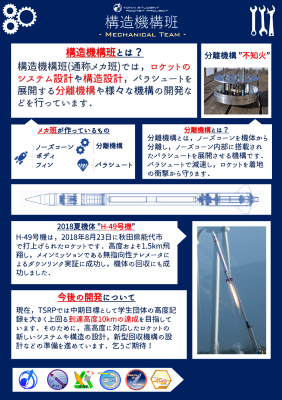 TOKAI STUDENT ROCKET PROJECT
構造機構班
- Mechanical Team -
構造機構班とは？
構造機構班(通称メカ班)では，ロケットの
システム設計や構造設計，パラシュートを
展開する分離機構や様々な機構の開発な
どを行っています．
分離機構 "不知火"
メカ班が作っているもの
ノーズコーン
ボディ
フィン
分離機構
パラシュート
分離機構とは？
分離機構とは，ノーズコーンを機体から
分離し，ノーズコーン内部に搭載され
たパラシュートを展開させる機構です．
パラシュートで減速し，ロケットを着地
の衝撃から守ります．
2018夏機体 "H-49号機"
H-49号機は，2018年8月23日に秋田県能代市
で打上げられたロケットです．高度およそ1.5km飛
翔し，メインミッションである無指向性テレメータに
よるダウンリンク実証に成功し，機体の回収にも成
功しました．
今後の開発について
現在，TSRPでは中期目標として学生団体の高度記
録を大きく上回る到達高度10kmの達成を目指して
います．そのために，高高度に対応したロケットの
新しいシステムや構造の設計，新型回収機構の設
計などの準備を進めています．乞うご期待！